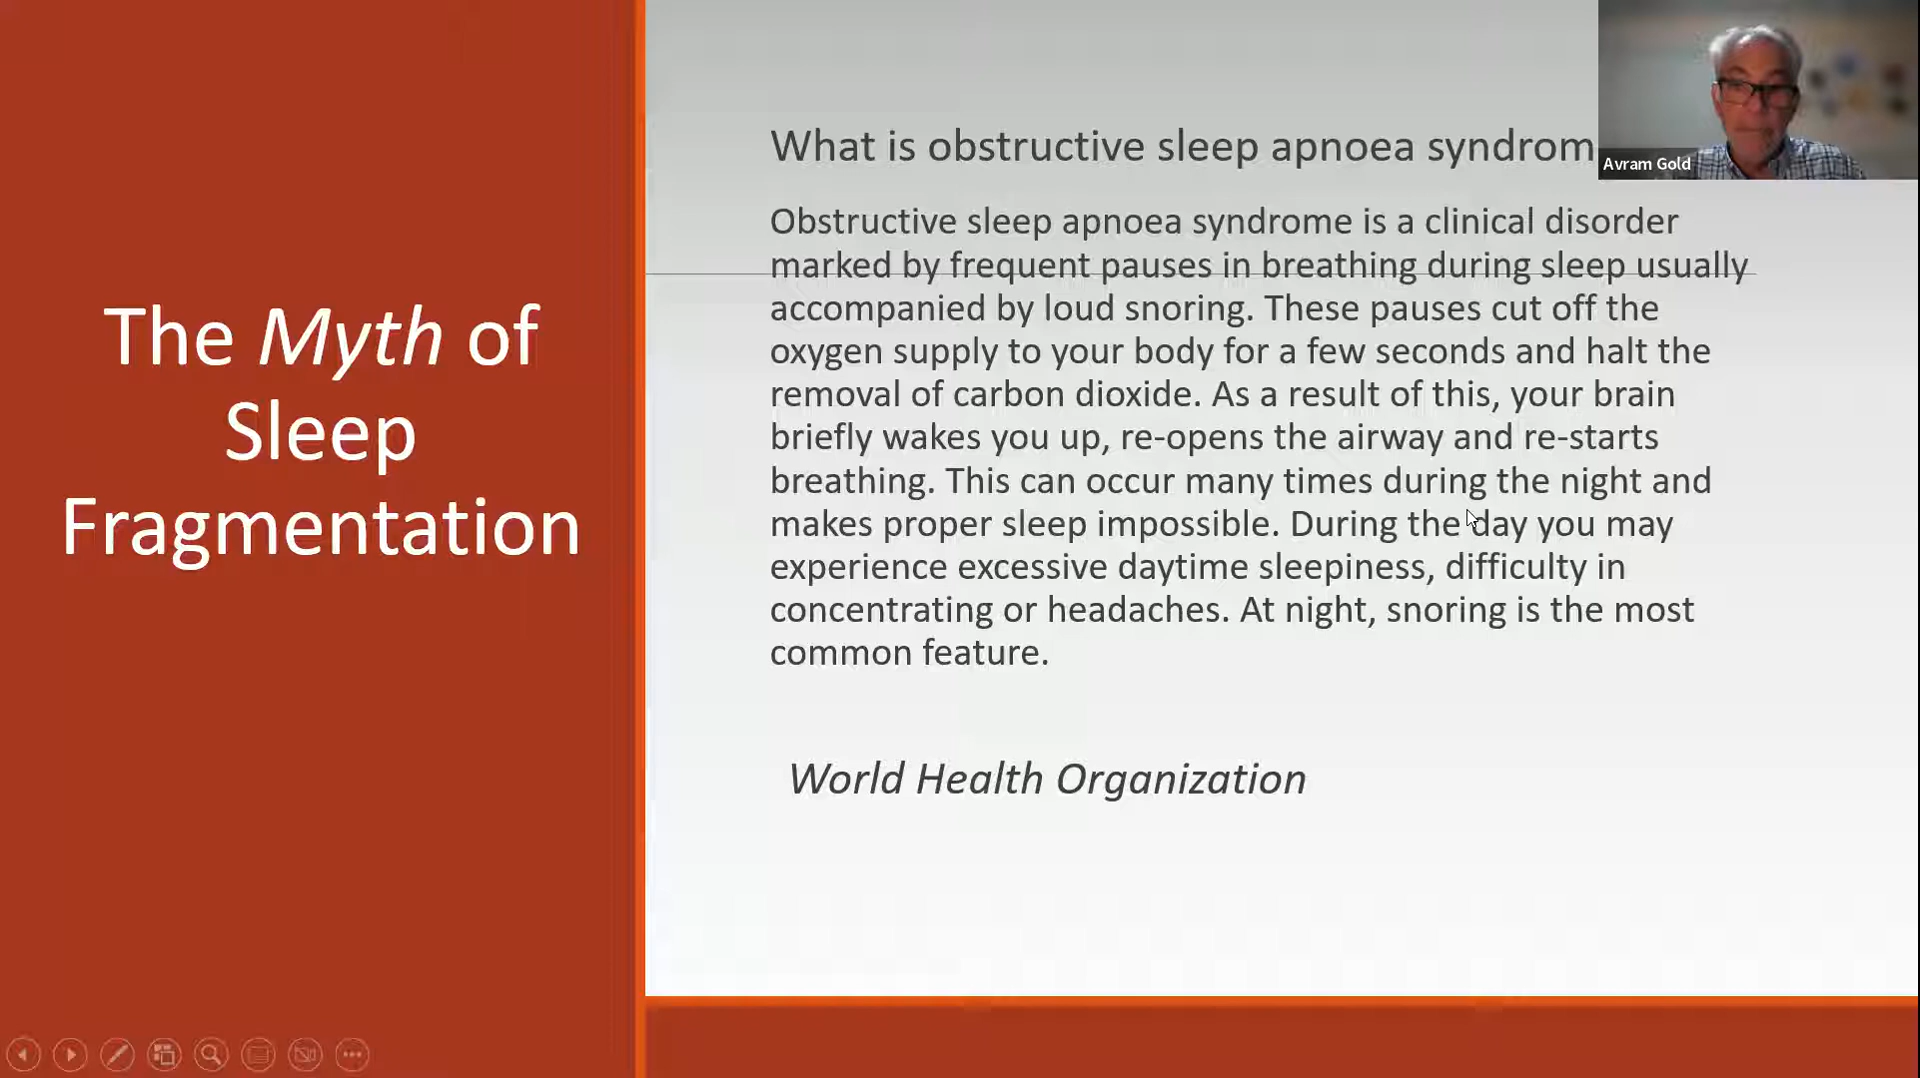 The Myth of
Sleep
Fragmentation
What is obstructive sleep apnoea syndrom
Obstructive sleep apnoea syndrome is a clinical disorder
marked by frequent pauses in breathing during sleep usually
accompanied by loud snoring. These pauses cut off the
oxygen supply to your body for a few seconds and halt the
removal of carbon dioxide. As a result of this, your brain
briefly wakes you up, re-opens the airway and re-starts
breathing. This can occur many times during the night and
makes proper sleep impossible. During the day you may
experience excessive daytime sleepiness, difficulty in
concentrating or headaches. At night, snoring is the most
common feature.
World Health Organization
Avram Gold